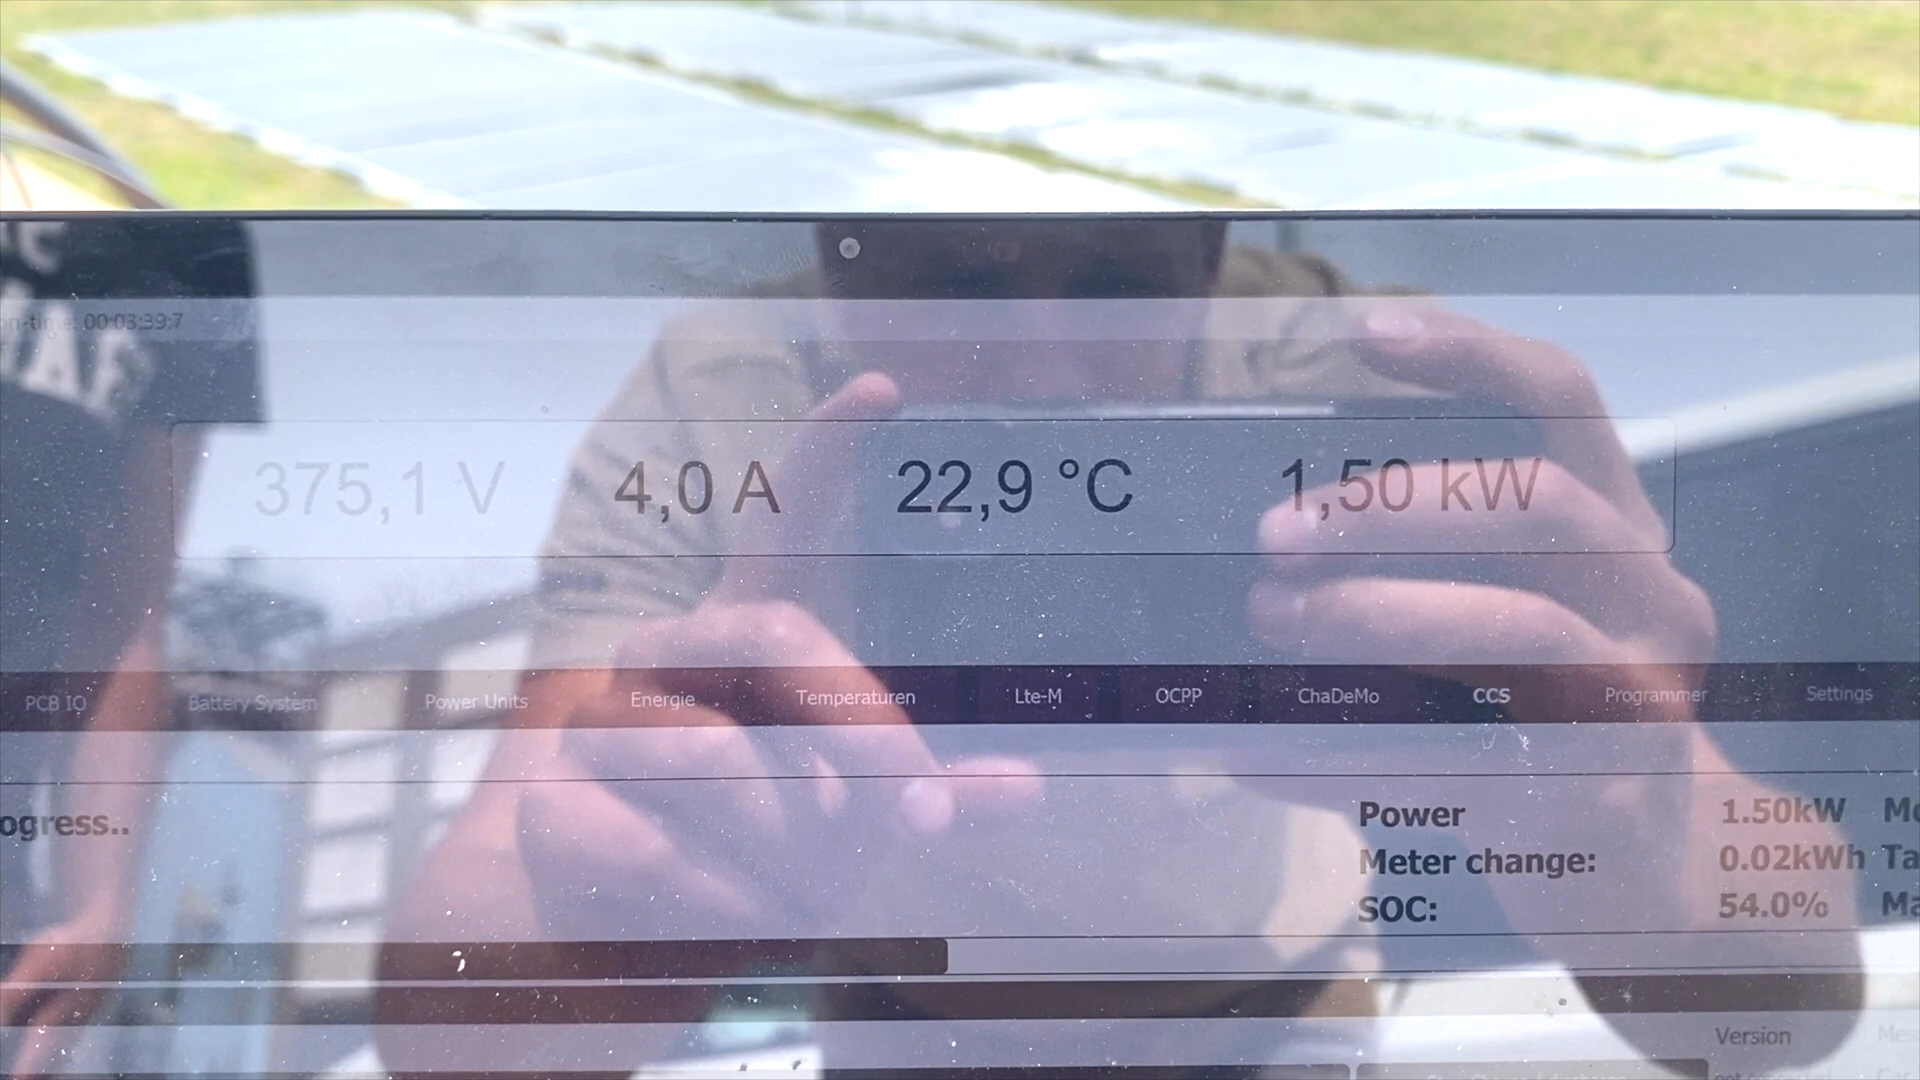 on-time: 00:03:39:7
375,1 V 4,0 A 22,9 °C 1,50 kW
PCB IO Battery System Power Units Energie Temperaturen Lte-M OCPP ChaDeMo CCS Programmer Settings
ogress..
Power 1.50kW
Meter change: 0.02kWh Ta
SOC: 54.0% Ma
Version